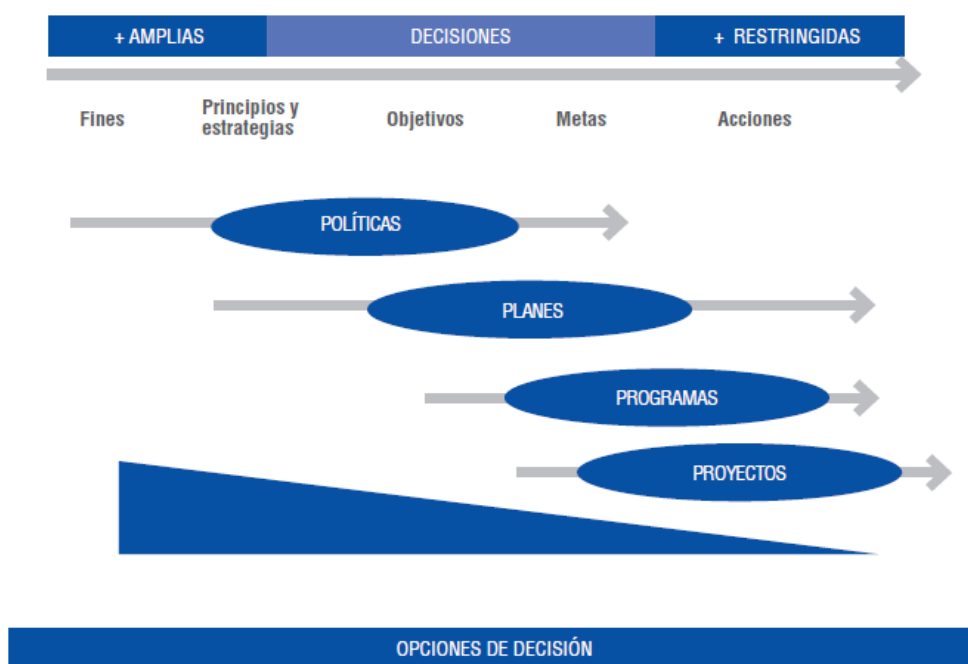 + AMPLIAS
DECISIONES
+ RESTRINGIDAS
Fines
Principios y
estrategias
Objetivos
Metas
Acciones
POLÍTICAS
PLANES
PROGRAMAS
PROYECTOS
OPCIONES DE DECISIÓN